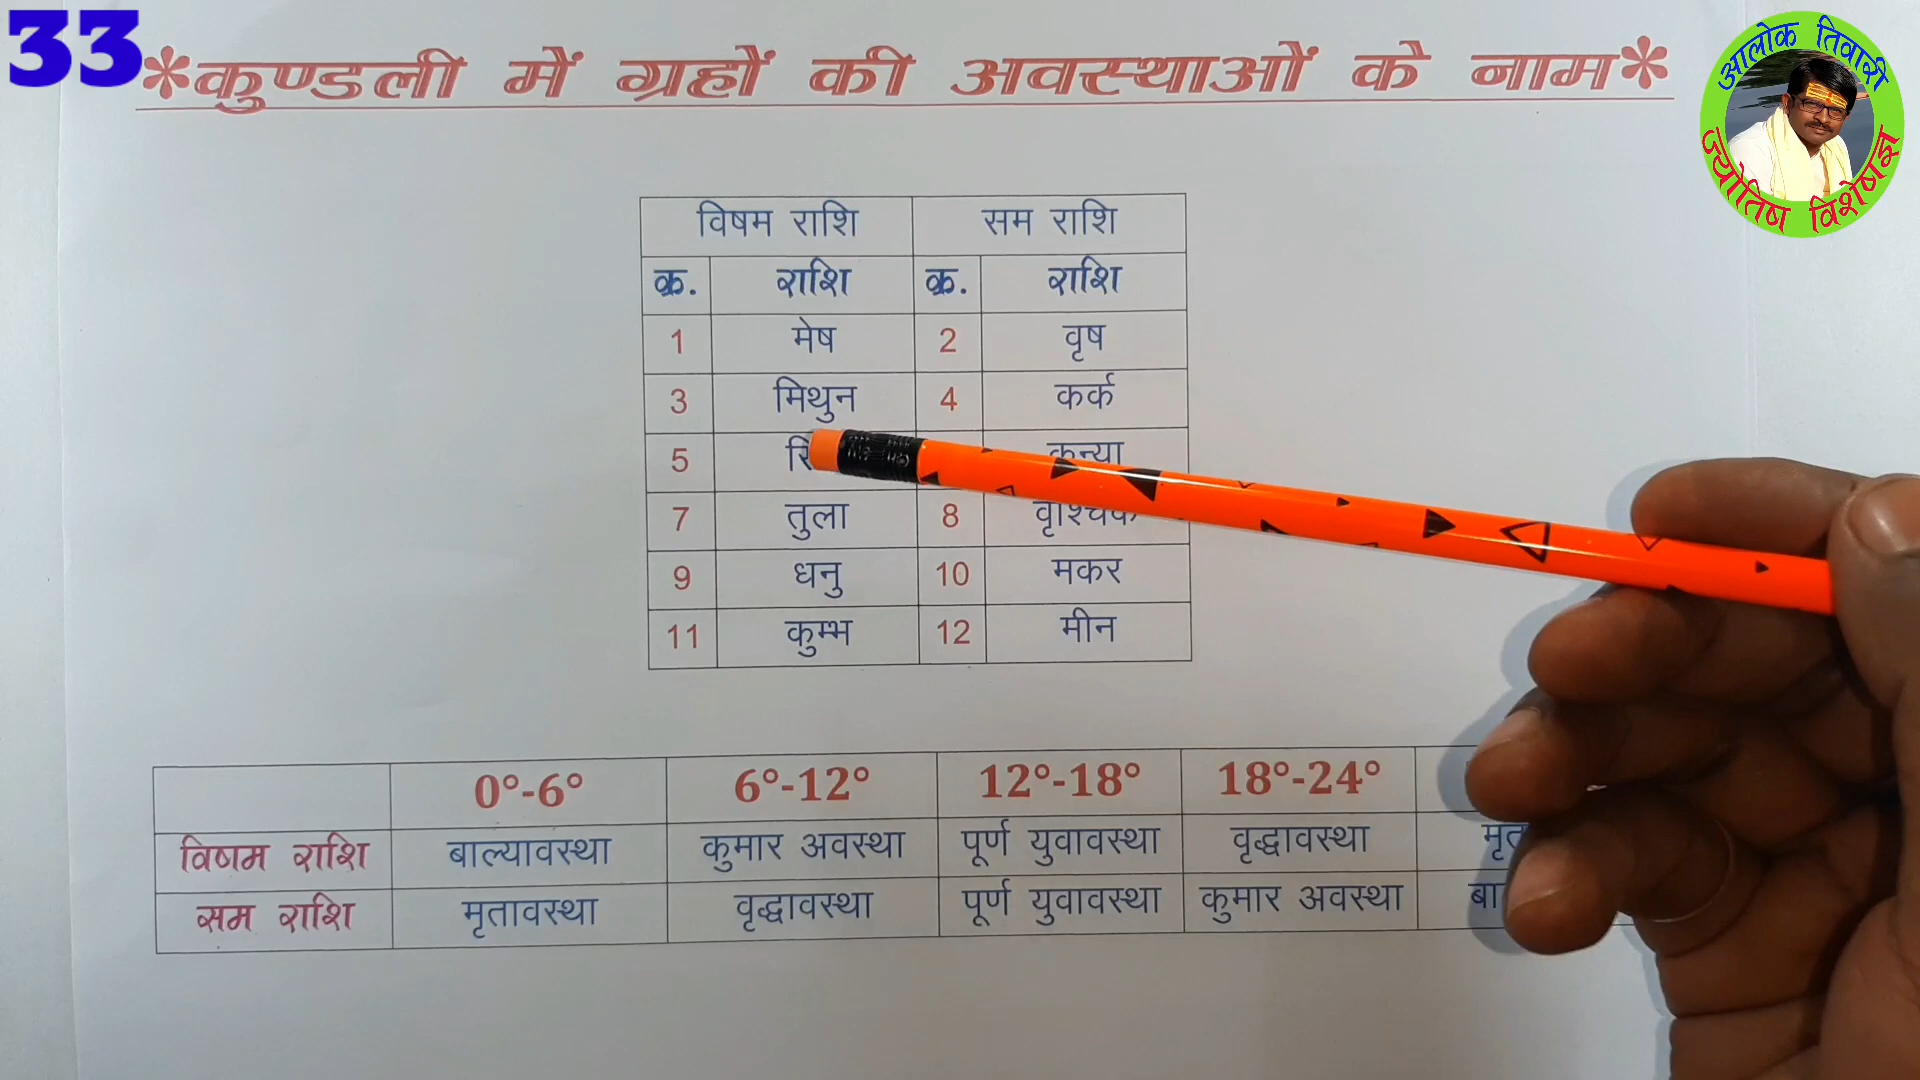 33
*कुण्डली में ग्रहों की अवस्थाओं के नाम*
आलोक तिवारी
ज्योतिष विशेषज्ञ
विषम राशि सम राशि
क्र. राशि क्र. राशि
1 मेष 2 वृष
3 मिथुन 4 कर्क
5 कन्या
7 तुला 8 वृश्चिक
9 धनु 10 मकर
11 कुम्भ 12 मीन
0°-6° 6°-12° 12°-18° 18°-24°
विषम राशि बाल्यावस्था कुमार अवस्था पूर्ण युवावस्था वृद्धावस्था
सम राशि मृतावस्था वृद्धावस्था पूर्ण युवावस्था कुमार अवस्था